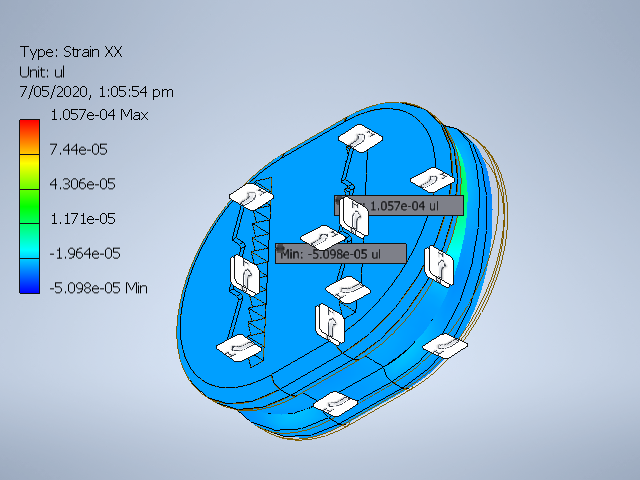 Type: Strain XX
Unit: ul
7/05/2020, 1:05:54 pm
1.057e-04 Max
7.44e-05
4.306e-05
1.171e-05
-1.964e-05
-5.098e-05 Min
1.057e-04 ul
Min: -5.098e-05 ul